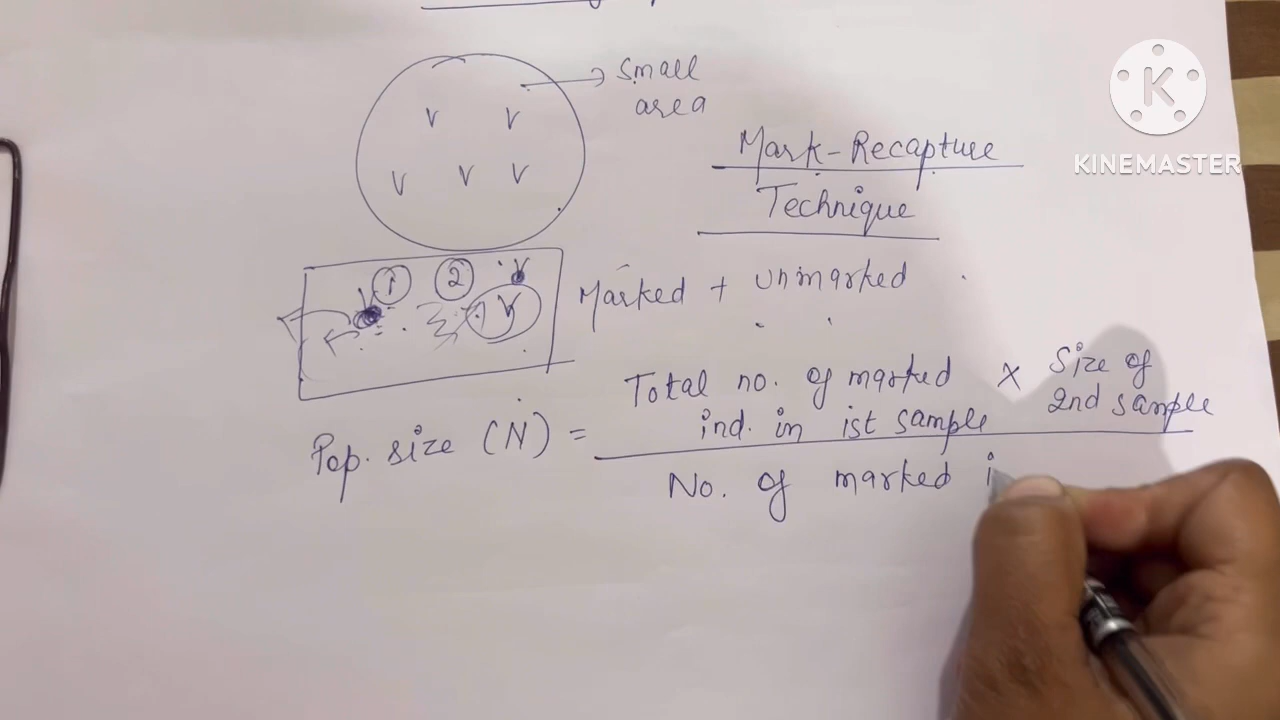 Small
area
Mark-Recapture
Technique
K
KINEMASTER
1 2
Marked + Unmarked
Pop. size (N) =
Total no. of marked × Size of
ind. in ist sample 2nd sample
No. of marked i